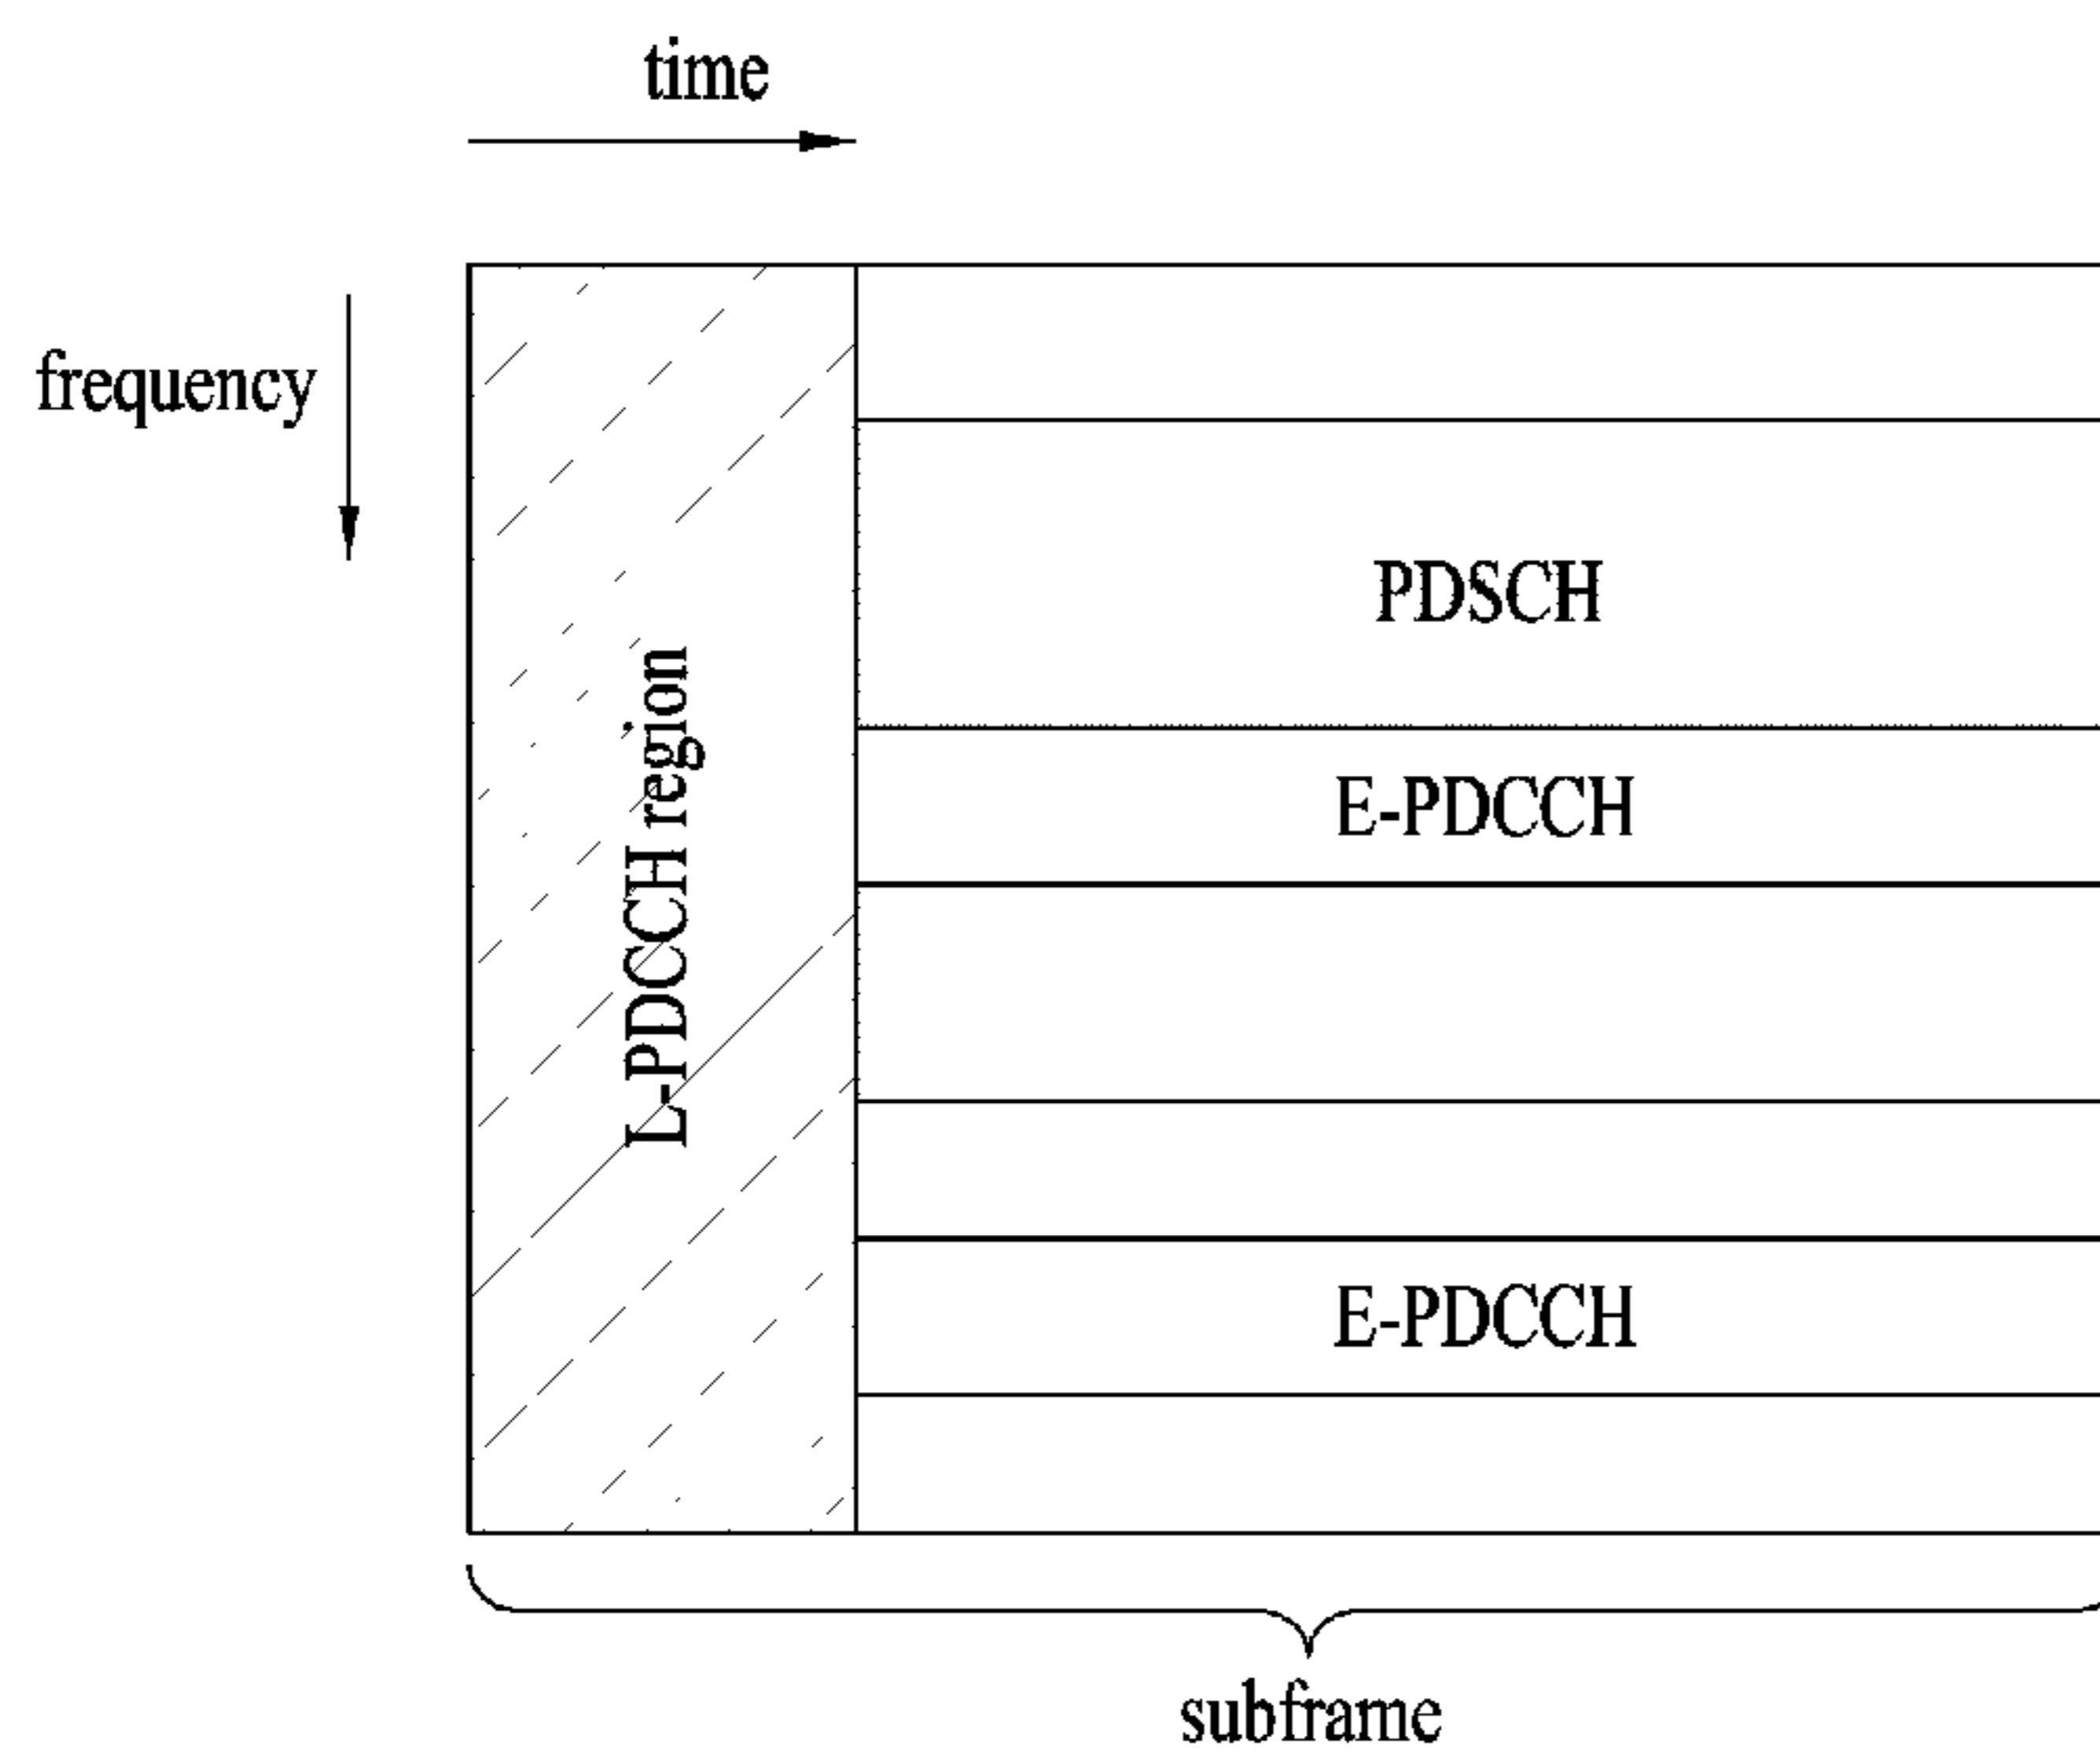 time
frequency
L-PDCCH region
PDSCH
E-PDCCH
E-PDCCH
subframe